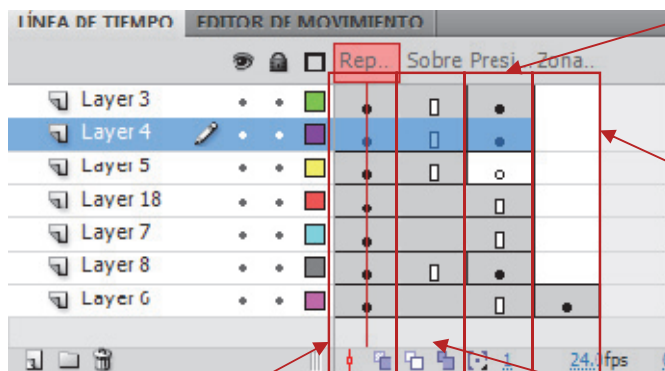 LÍNEA DE TIEMPO EDITOR DE MOVIMIENTO
Rep.. Sobre Presi.. Zona..
Layer 3
Layer 4
Layer 5
Layer 18
Layer 7
Layer 8
Layer 6
1 24.0fps